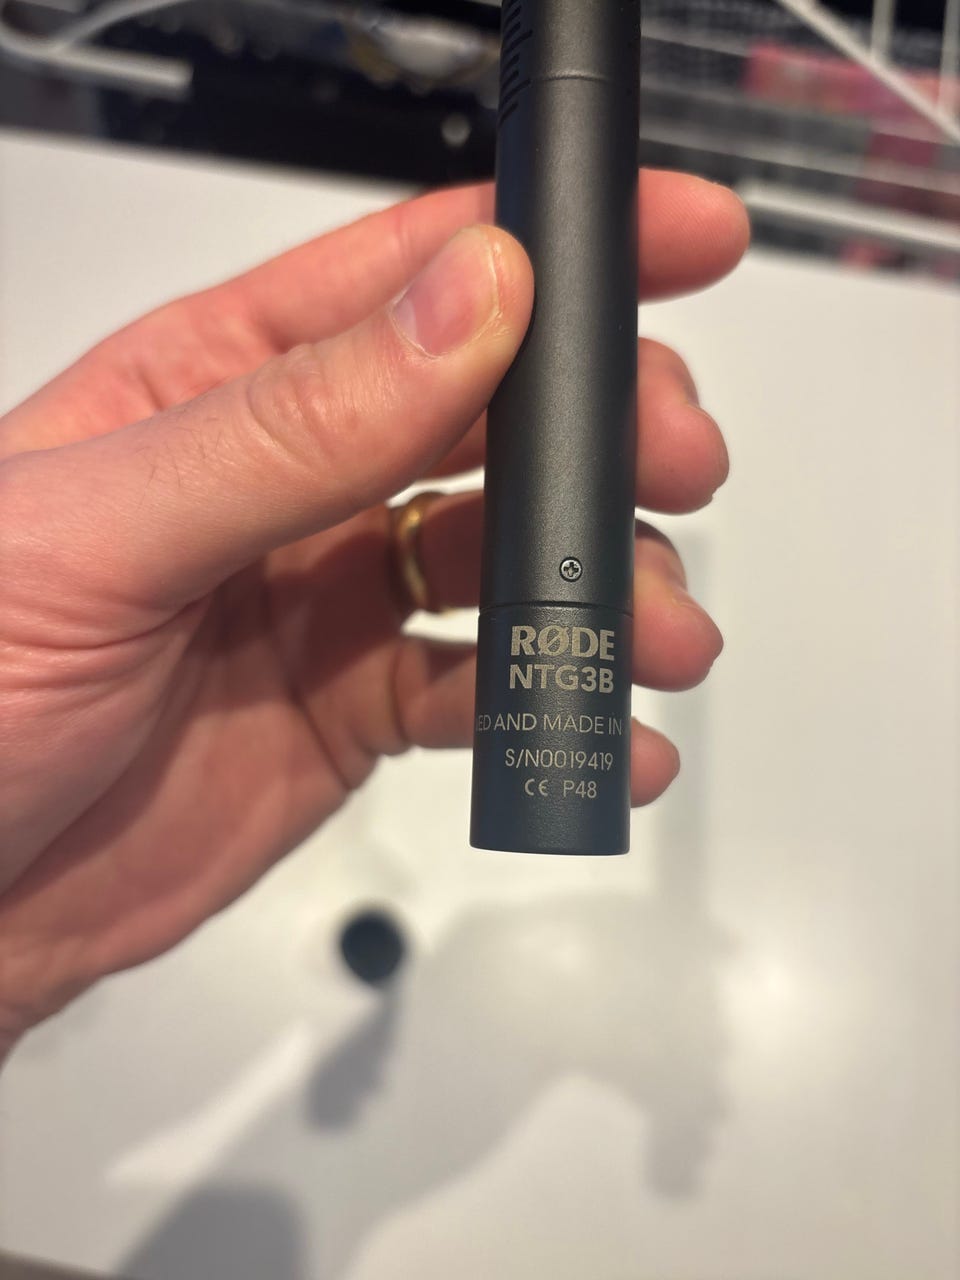 RØDE
NTG3B
ED AND MADE IN
S/N0019419
CE P48